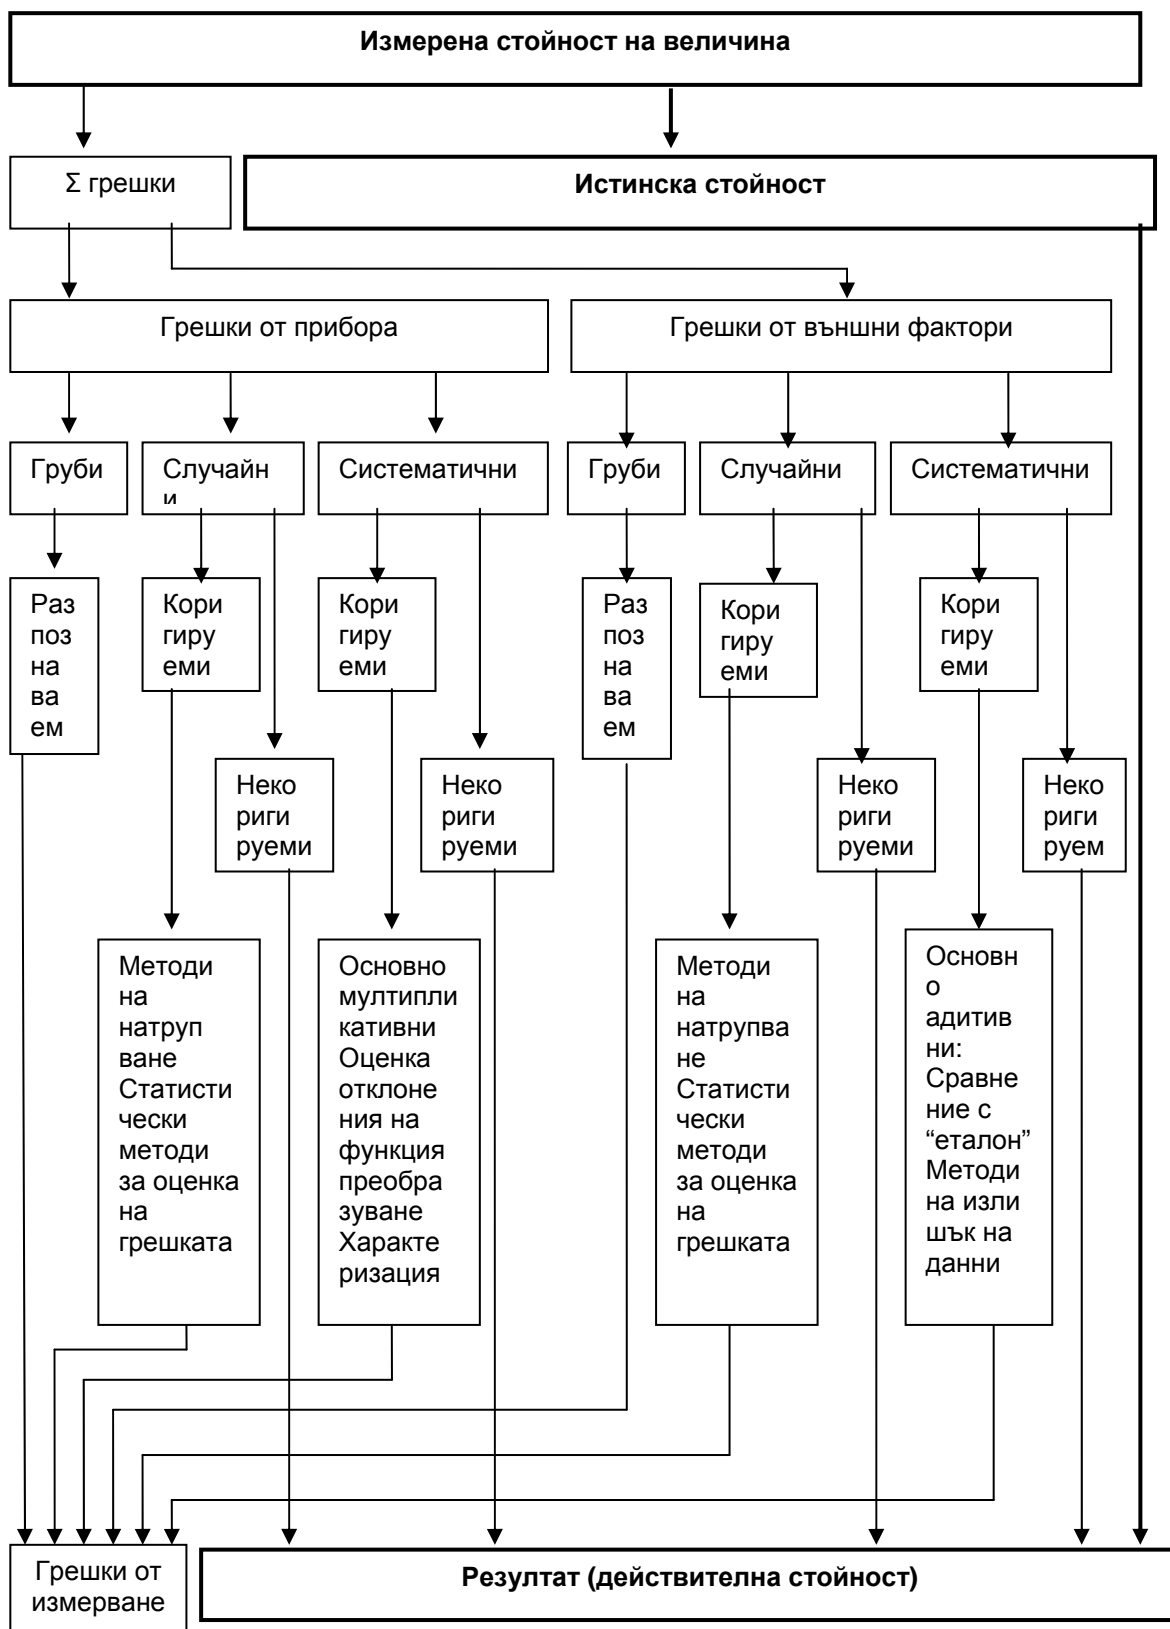 Измерена стойност на величина
Σ грешки
Истинска стойност
Грешки от прибора
Грешки от външни фактори
Груби
Случайн
и
Систематични
Груби
Случайни
Систематични
Раз
поз
на
ва
ем
Кори
гиру
еми
Кори
гиру
еми
Раз
поз
на
ва
ем
Кори
гиру
еми
Кори
гиру
еми
Неко
риги
руеми
Неко
риги
руеми
Неко
риги
руеми
Неко
риги
руем
Методи
на
натруп
ване
Статисти
чески
методи
за оценка
на
грешката
Основно
мултипли
кативни
Оценка
отклоне
ния на
функция
преобра
зуване
Характе
ризация
Методи
на
натрупва
не
Статисти
чески
методи
за оценка
на
грешката
Основн
о
адитив
ни:
Сравне
ние с
“еталон”
Методи
на изли
шък на
данни
Грешки от
измерване
Резултат (действителна стойност)